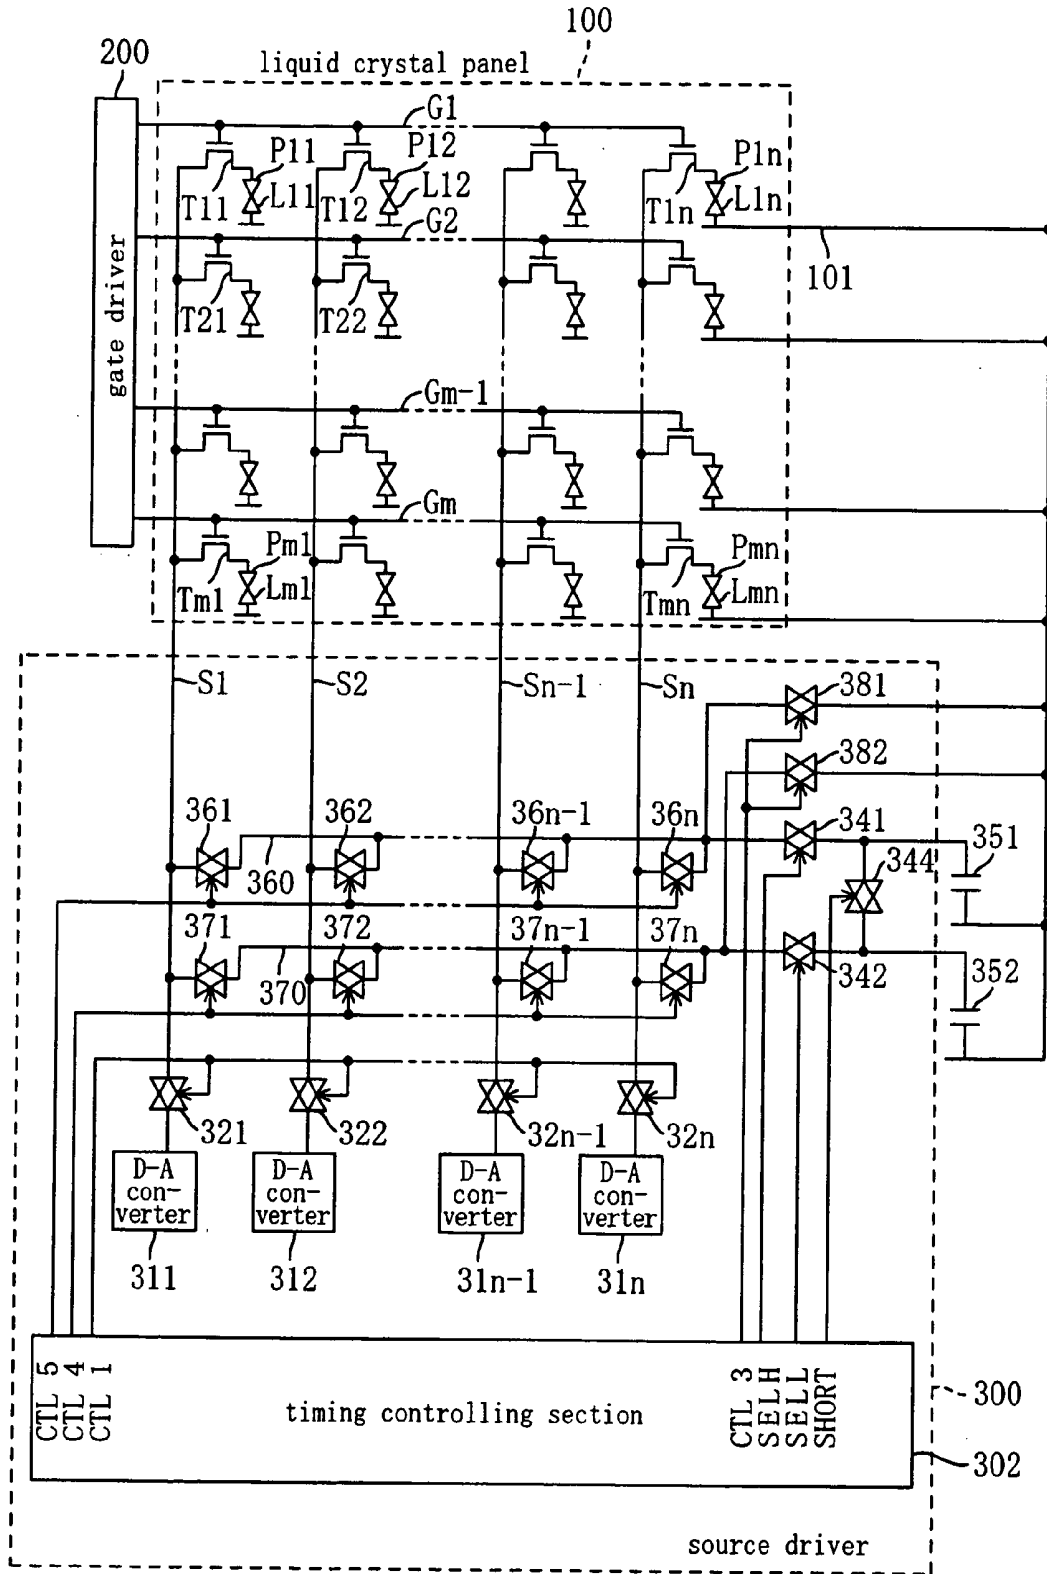 100
200
liquid crystal panel
G1
P11
P12
P1n
T11
L11
T12
L12
T1n
L1n
G2
101
T21
T22
gate driver
Gm-1
Gm
Pm1
Pmn
Tm1
Lm1
Tmn
Lmn
S1
S2
Sn-1
Sn
381
382
361
362
36n-1
36n
341
351
344
360
371
372
37n-1
37n
342
352
370
321
322
32n-1
32n
D-A
con-
verter
D-A
con-
verter
D-A
con-
verter
D-A
con-
verter
311
312
31n-1
31n
CTL 5
CTL 4
CTL 1
timing controlling section
CTL 3
SELH
SELL
SHORT
300
302
source driver